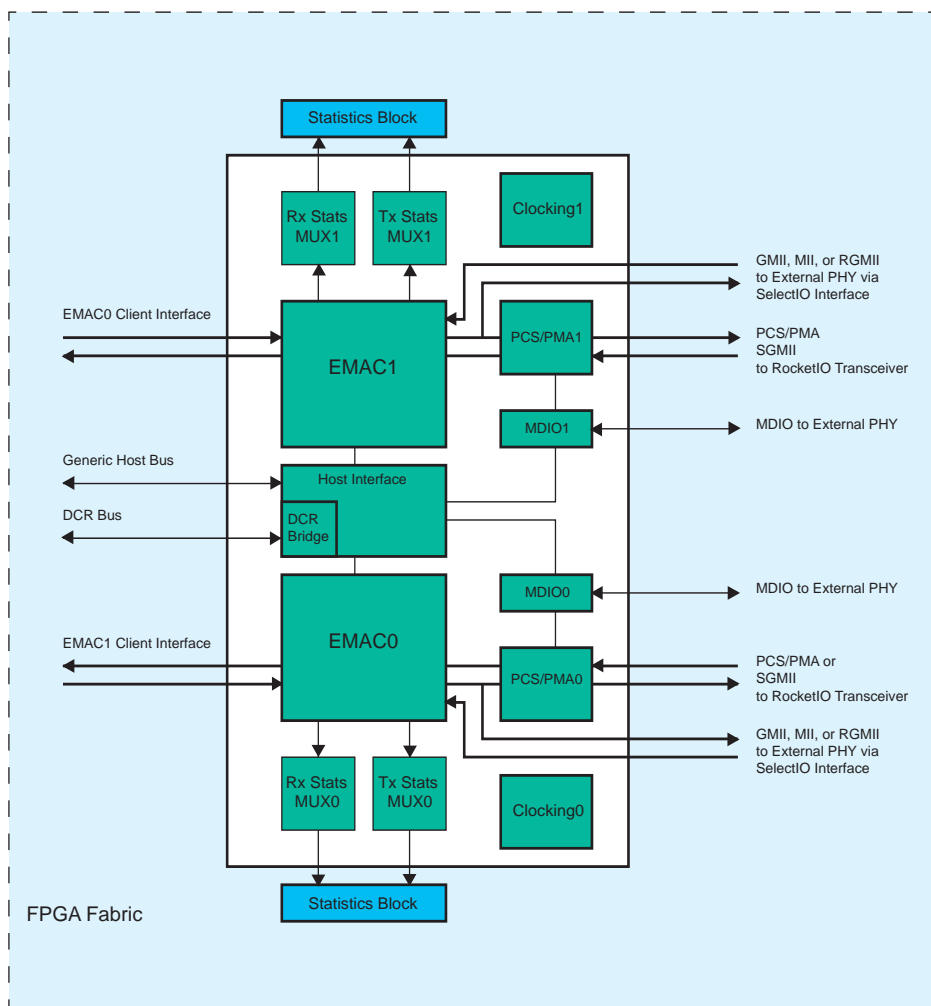 Statistics Block
Rx Stats
MUX1
Tx Stats
MUX1
Clocking1
GMII, MII, or RGMII
to External PHY via
SelectIO Interface
EMAC0 Client Interface
EMAC1
PCS/PMA1
PCS/PMA
SGMII
to RocketIO Transceiver
MDIO1
MDIO to External PHY
Generic Host Bus
Host Interface
DCR Bus
DCR
Bridge
MDIO0
MDIO to External PHY
EMAC1 Client Interface
EMAC0
PCS/PMA0
PCS/PMA or
SGMII
to RocketIO Transceiver
GMII, MII, or RGMII
to External PHY via
SelectIO Interface
Rx Stats
MUX0
Tx Stats
MUX0
Clocking0
Statistics Block
FPGA Fabric